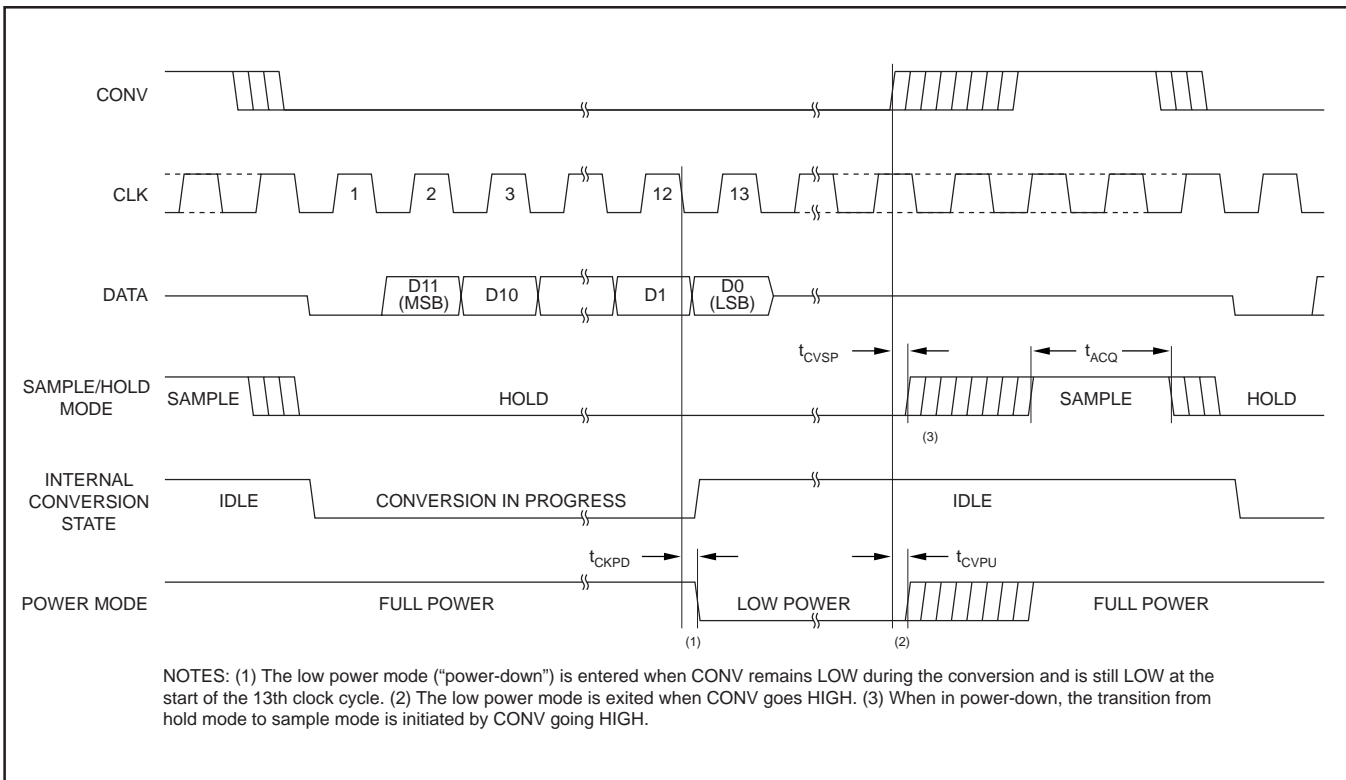 CONV
CLK
1 2 3 12 13
DATA
D11
(MSB)
D10
D1
D0
(LSB)
tCVSP
tACQ
SAMPLE/HOLD
MODE
SAMPLE
HOLD
SAMPLE
HOLD
(3)
INTERNAL
CONVERSION
STATE
IDLE
CONVERSION IN PROGRESS
IDLE
tCKPD
tCVPU
POWER MODE
FULL POWER
LOW POWER
FULL POWER
(1)
(2)
NOTES: (1) The low power mode (“power-down”) is entered when CONV remains LOW during the conversion and is still LOW at the
start of the 13th clock cycle. (2) The low power mode is exited when CONV goes HIGH. (3) When in power-down, the transition from
hold mode to sample mode is initiated by CONV going HIGH.